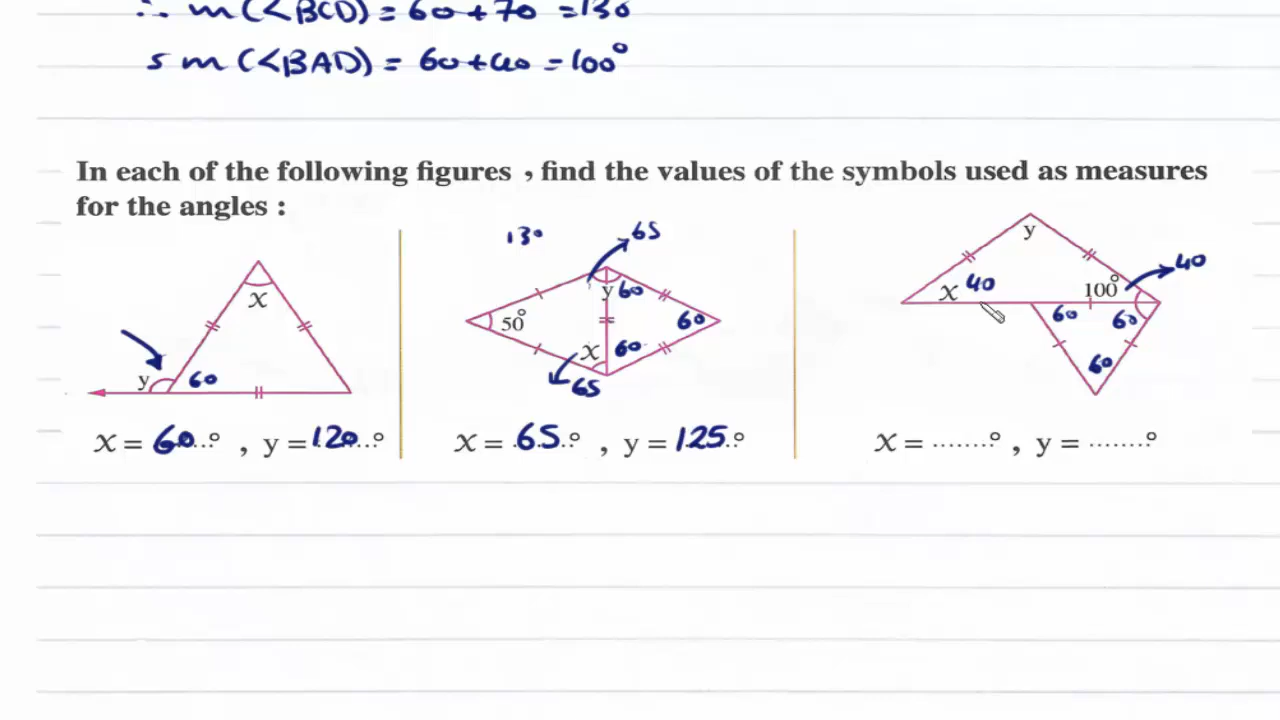 ∴ m(<BCD) = 60 + 70 = 130
5 m(<BAD) = 60 + 40 = 100°
In each of the following figures , find the values of the symbols used as measures
for the angles :
x
y 60
x = 60...° , y = 120..°
130 65
y 60
50° 60
x 60
65
x = .65.° , y = 125.°
y
40
x 40 100°
60 60
60
x = .......° , y = .......°